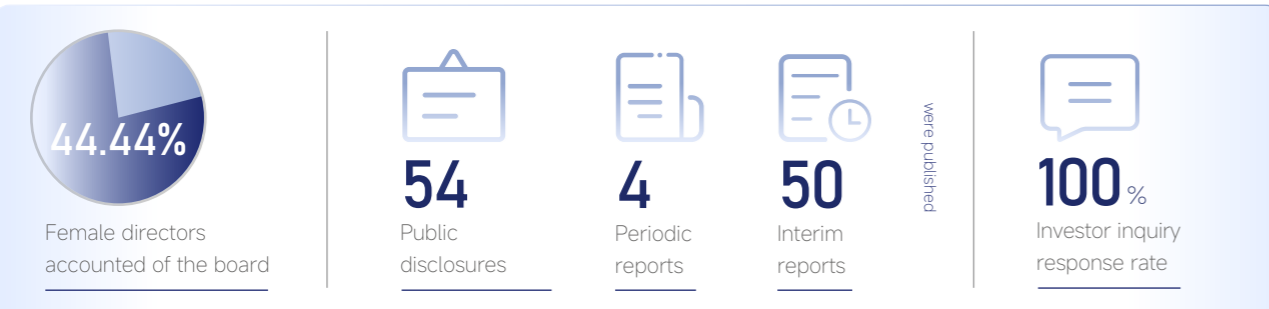 44.44%
Female directors
accounted of the board
54
Public
disclosures
4
Periodic
reports
50
Interim
reports
were published
100%
Investor inquiry
response rate